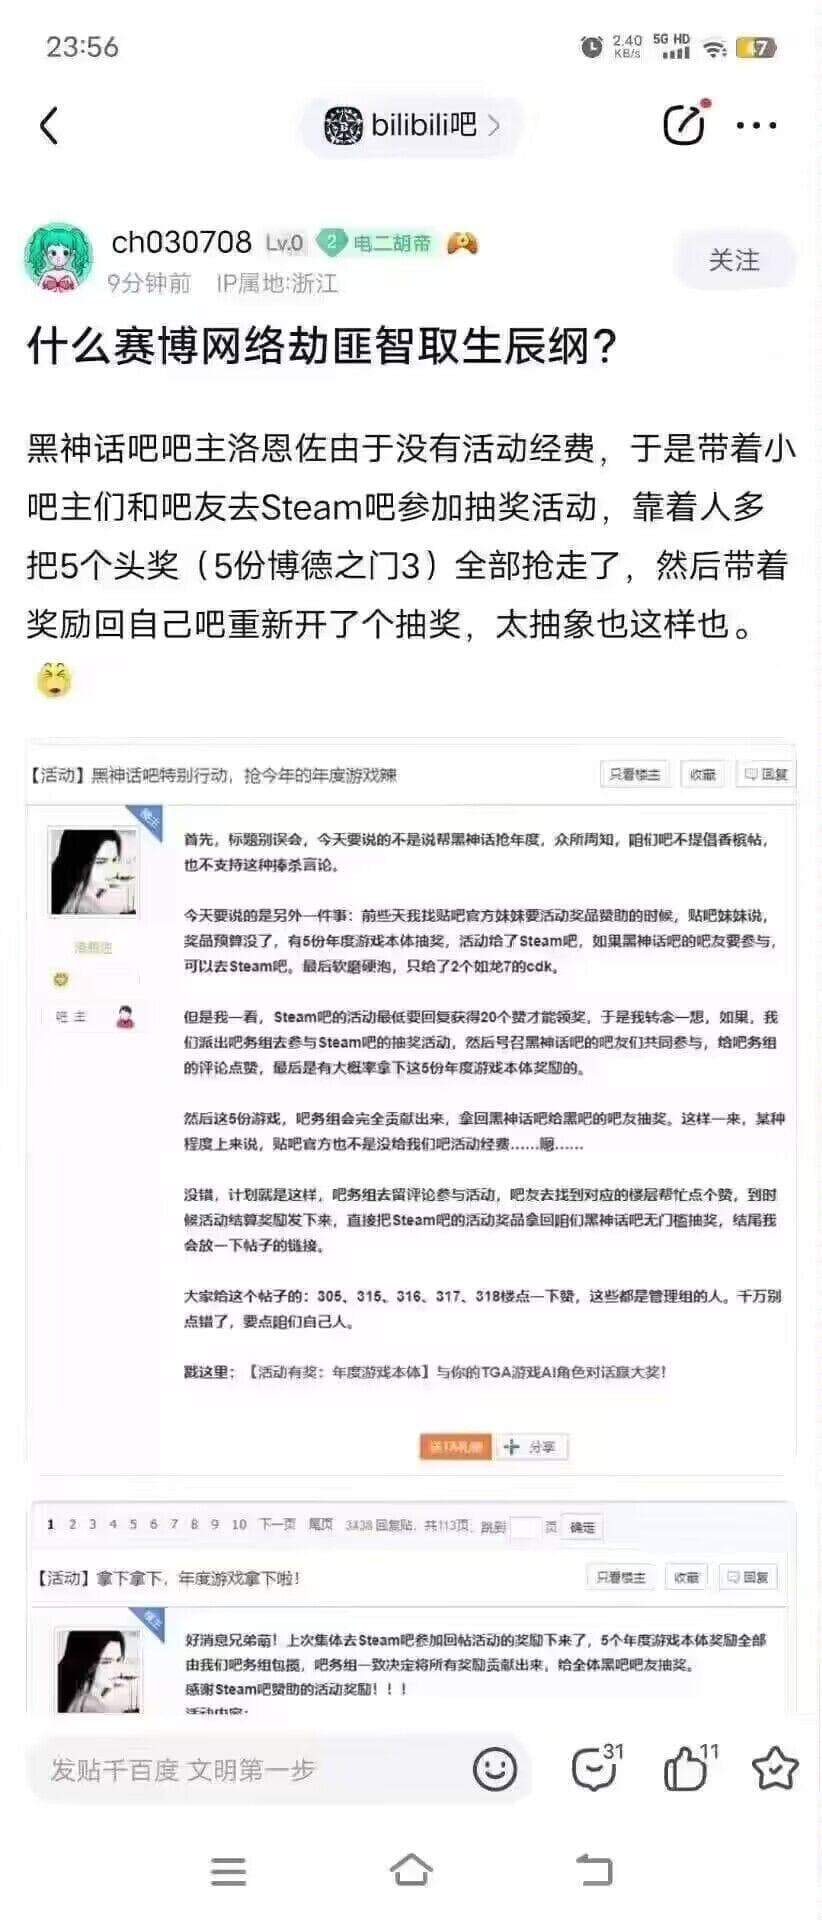 23:56
2.40 KB/s 5G HD 47
bilibili吧
ch030708 Lv.0 2 电二胡帝
9分钟前 IP属地:浙江
关注
什么赛博网络劫匪智取生辰纲?
黑神话吧吧主洛恩佐由于没有活动经费，于是带着小
吧主们和吧友去Steam吧参加抽奖活动，靠着人多
把5个头奖（5份博德之门3）全部抢走了，然后带着
奖励回自己吧重新开了个抽奖，太抽象也这样也。
【活动】黑神话吧特别行动，抢今年的年度游戏辣
只看楼主 收藏 回复
楼主
首先，标题别误会，今天要说的不是说帮黑神话抢年度，众所周知，咱们吧不提倡香槟帖，
也不支持这种捧杀言论。
今天要说的是另外一件事：前些天我找贴吧官方妹妹要活动奖品赞助的时候，贴吧妹妹说，
奖品预算没了，有5份年度游戏本体抽奖，活动给了Steam吧，如果黑神话吧的吧友要参与，
可以去Steam吧。最后软磨硬泡，只给了2个如龙7的cdk。
吧主
但是我一看，Steam吧的活动最低要回复获得20个赞才能领奖，于是我转念一想，如果，我
们派出吧务组去参与Steam吧的抽奖活动，然后号召黑神话吧的吧友们共同参与，给吧务组
的评论点赞，最后是有大概率拿下这5份年度游戏本体奖励的。
然后这5份游戏，吧务组会完全贡献出来，拿回黑神话吧给黑吧的吧友抽奖。这样一来，某种
程度上来说，贴吧官方也不是没给我们吧活动经费......嗯......
没错，计划就是这样，吧务组去留评论参与活动，吧友去找到对应的楼层帮忙点个赞，到时
候活动结算奖励发下来，直接把Steam吧的活动奖品拿回咱们黑神话吧无门槛抽奖，结尾我
会放一下帖子的链接。
大家给这个帖子的：305、315、316、317、318楼点一下赞，这些都是管理组的人。千万别
点错了，要点咱们自己人。
戳这里：【活动有奖：年度游戏本体】与你的TGA游戏AI角色对话赢大奖!
分享
1 2 3 4 5 6 7 8 9 10 下一页 尾页 3438回复贴，共113页，跳到 页 确定
【活动】拿下拿下，年度游戏拿下啦!
只看楼主 收藏 回复
楼主
好消息兄弟萌！上次集体去Steam吧参加回帖活动的奖励下来了，5个年度游戏本体奖励全部
由我们吧务组包揽，吧务组一致决定将所有奖励贡献出来，给全体黑吧吧友抽奖。
感谢Steam吧赞助的活动奖励！！！
活动内容：
发贴千百度 文明第一步
31
11